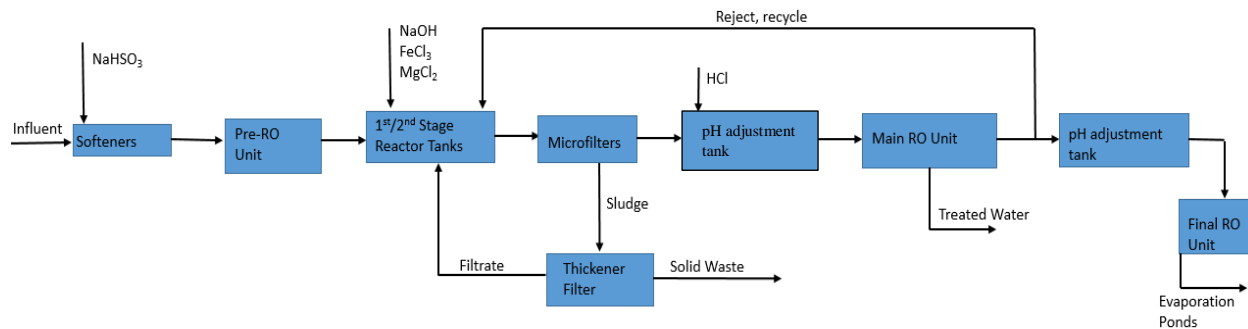 Reject, recycle
NaOH
FeCl₃
MgCl₂
NaHSO₃
HCl
Influent
Softeners
Pre-RO
Unit
1ˢᵗ/2ⁿᵈ Stage
Reactor Tanks
Microfilters
pH adjustment
tank
Main RO Unit
pH adjustment
tank
Sludge
Treated Water
Final RO
Unit
Filtrate
Thickener
Filter
Solid Waste
Evaporation
Ponds